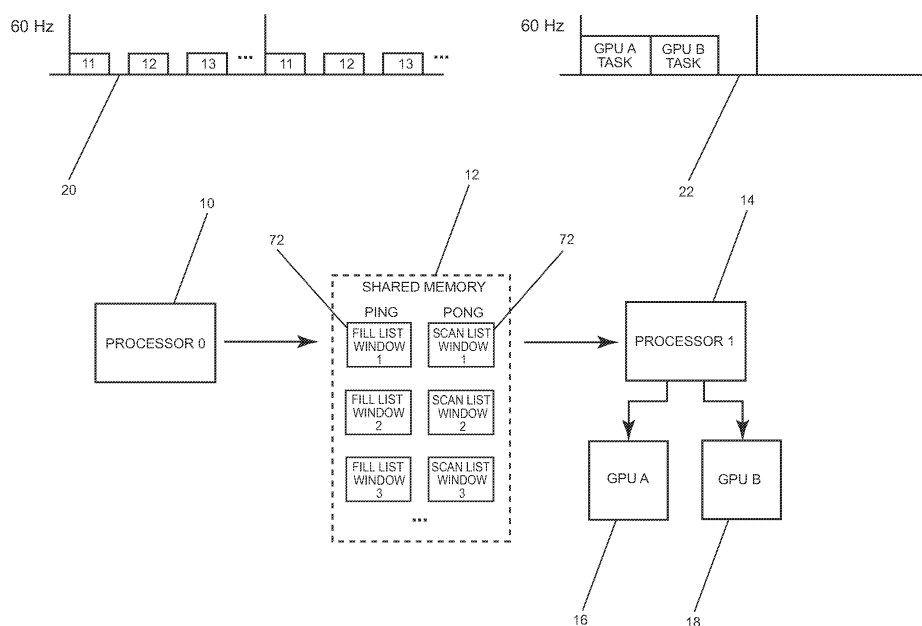 60 Hz
11 12 13 ... 11 12 13 ...
20
60 Hz
GPU A
TASK
GPU B
TASK
22
10
PROCESSOR 0
12
72
72
SHARED MEMORY
PING
PONG
FILL LIST
WINDOW
1
SCAN LIST
WINDOW
1
FILL LIST
WINDOW
2
SCAN LIST
WINDOW
2
FILL LIST
WINDOW
3
SCAN LIST
WINDOW
3
...
14
PROCESSOR 1
GPU A
GPU B
16
18